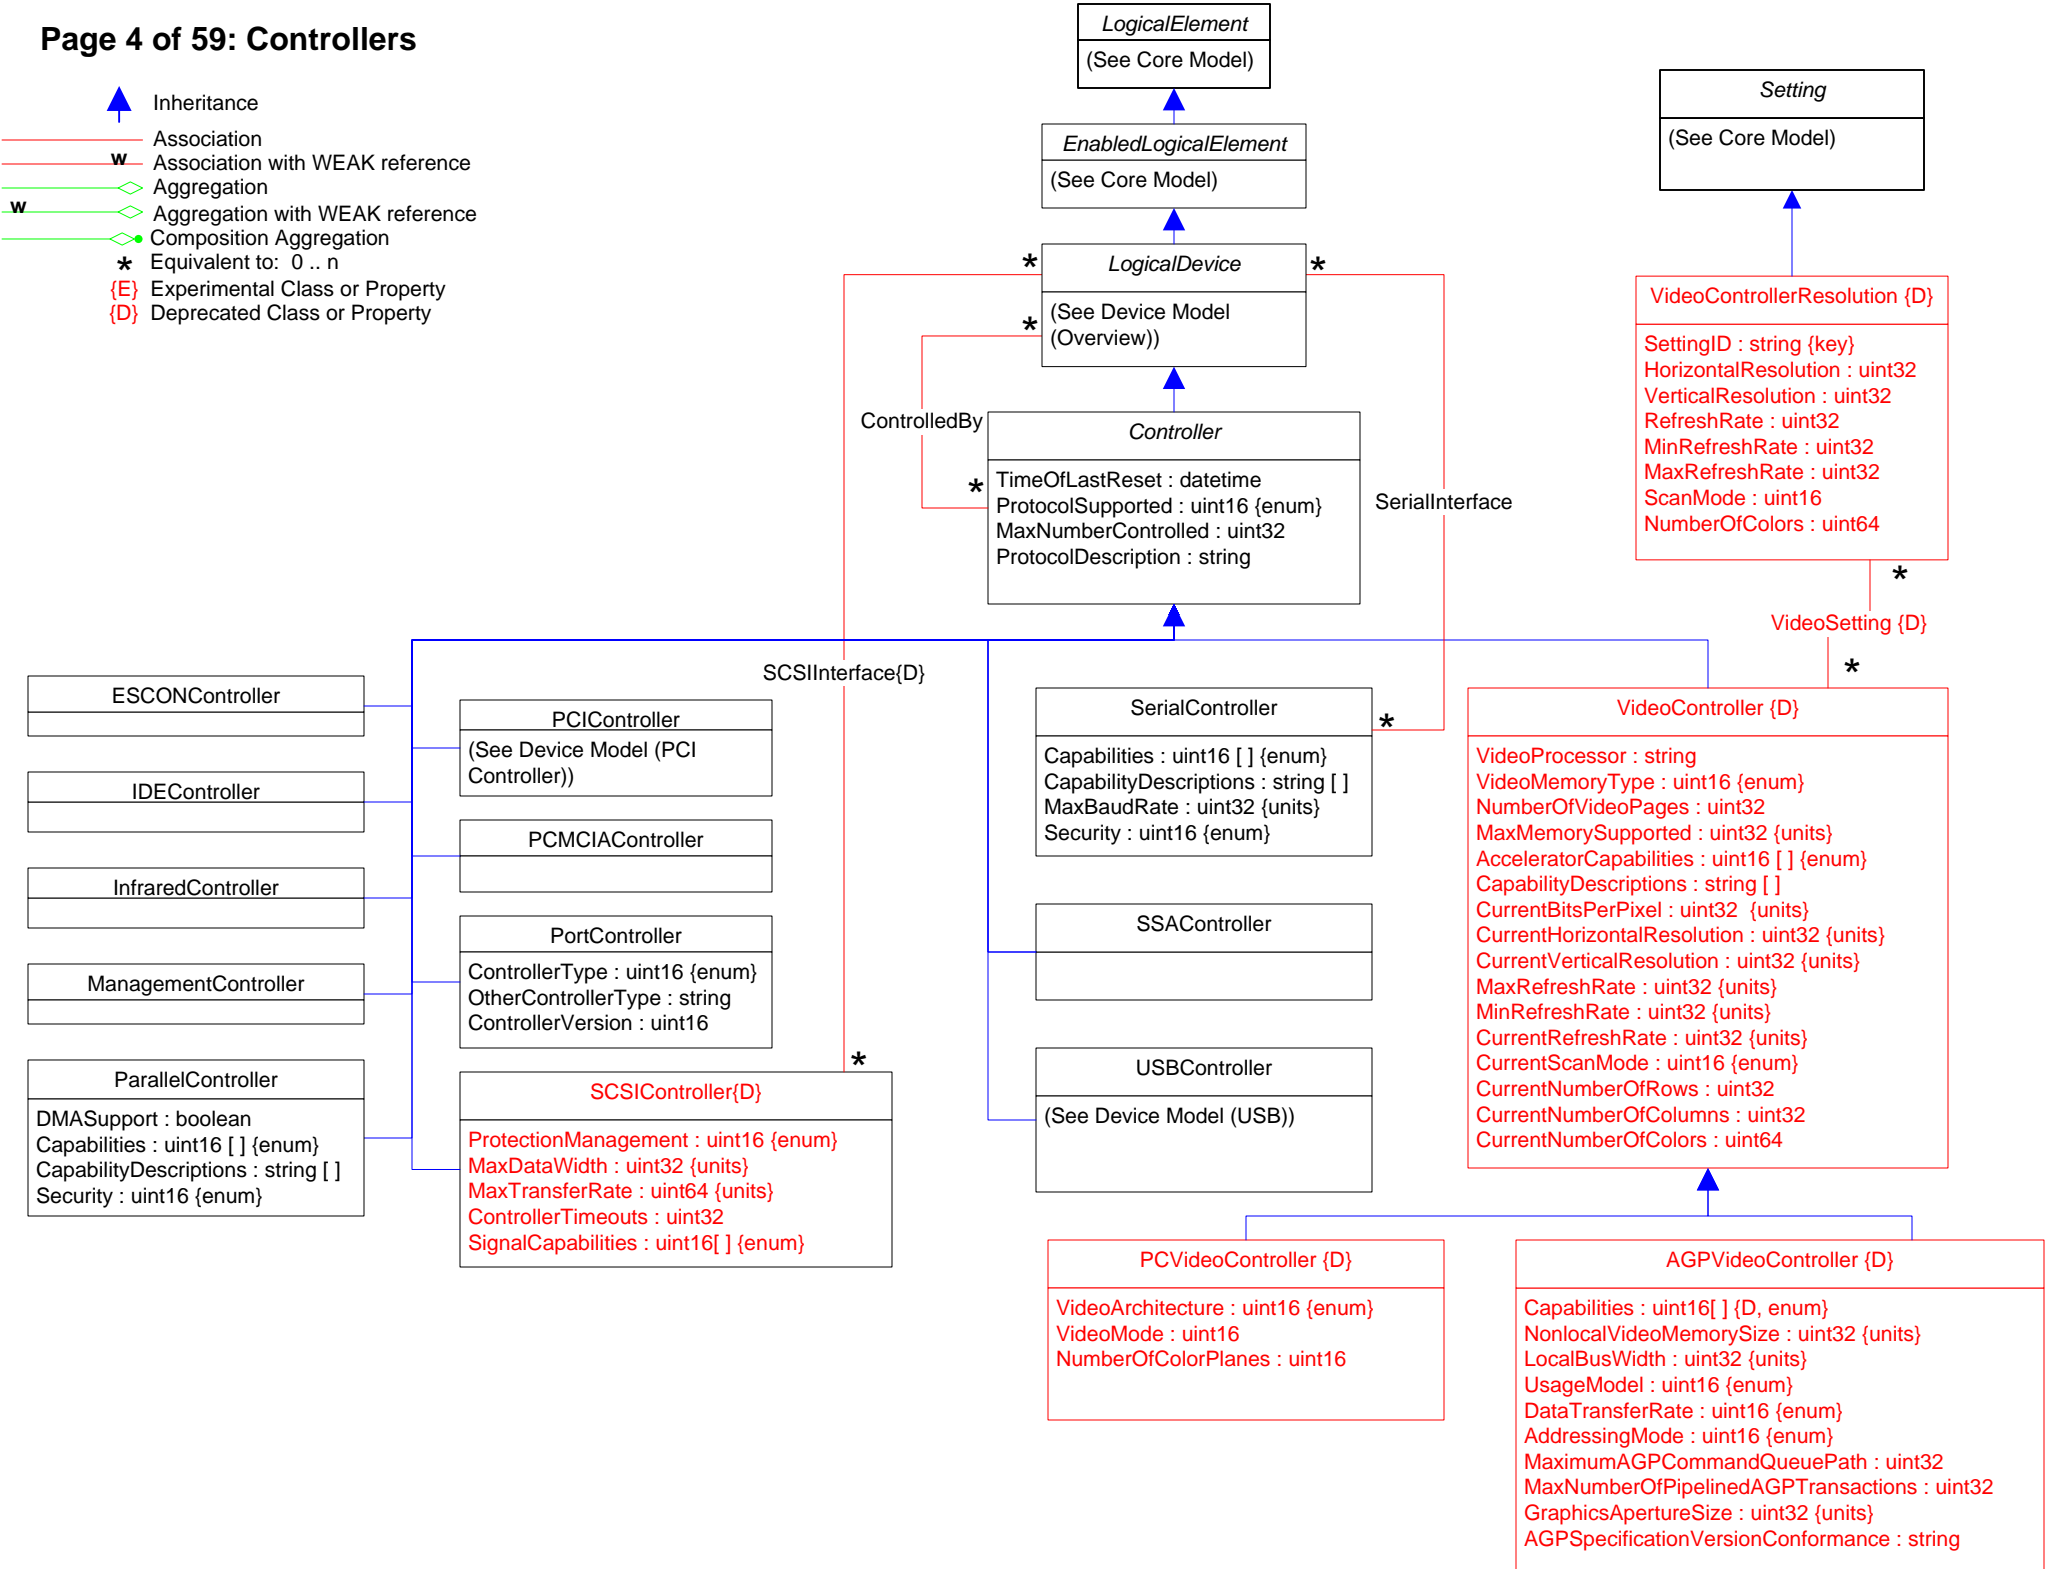 Page 4 of 59: Controllers
Inheritance
Association
w Association with WEAK reference
Aggregation
w Aggregation with WEAK reference
Composition Aggregation
* Equivalent to: 0 .. n
{E} Experimental Class or Property
{D} Deprecated Class or Property
LogicalElement
(See Core Model)
EnabledLogicalElement
(See Core Model)
* LogicalDevice *
(See Device Model
(Overview))
*
ControlledBy
Controller
TimeOfLastReset : datetime
* ProtocolSupported : uint16 {enum}
MaxNumberControlled : uint32
ProtocolDescription : string
SerialInterface
Setting
(See Core Model)
VideoControllerResolution {D}
SettingID : string {key}
HorizontalResolution : uint32
VerticalResolution : uint32
RefreshRate : uint32
MinRefreshRate : uint32
MaxRefreshRate : uint32
ScanMode : uint16
NumberOfColors : uint64
*
VideoSetting {D}
*
SCSIInterface{D}
ESCONController
IDEController
InfraredController
ManagementController
ParallelController
DMASupport : boolean
Capabilities : uint16 [ ] {enum}
CapabilityDescriptions : string [ ]
Security : uint16 {enum}
PCIController
(See Device Model (PCI
Controller))
PCMCIAController
PortController
ControllerType : uint16 {enum}
OtherControllerType : string
ControllerVersion : uint16
*
SCSIController{D}
ProtectionManagement : uint16 {enum}
MaxDataWidth : uint32 {units}
MaxTransferRate : uint64 {units}
ControllerTimeouts : uint32
SignalCapabilities : uint16[ ] {enum}
SerialController
*
Capabilities : uint16 [ ] {enum}
CapabilityDescriptions : string [ ]
MaxBaudRate : uint32 {units}
Security : uint16 {enum}
SSAController
USBController
(See Device Model (USB))
VideoController {D}
VideoProcessor : string
VideoMemoryType : uint16 {enum}
NumberOfVideoPages : uint32
MaxMemorySupported : uint32 {units}
AcceleratorCapabilities : uint16 [ ] {enum}
CapabilityDescriptions : string [ ]
CurrentBitsPerPixel : uint32 {units}
CurrentHorizontalResolution : uint32 {units}
CurrentVerticalResolution : uint32 {units}
MaxRefreshRate : uint32 {units}
MinRefreshRate : uint32 {units}
CurrentRefreshRate : uint32 {units}
CurrentScanMode : uint16 {enum}
CurrentNumberOfRows : uint32
CurrentNumberOfColumns : uint32
CurrentNumberOfColors : uint64
PCVideoController {D}
VideoArchitecture : uint16 {enum}
VideoMode : uint16
NumberOfColorPlanes : uint16
AGPVideoController {D}
Capabilities : uint16[ ] {D, enum}
NonlocalVideoMemorySize : uint32 {units}
LocalBusWidth : uint32 {units}
UsageModel : uint16 {enum}
DataTransferRate : uint16 {enum}
AddressingMode : uint16 {enum}
MaximumAGPCommandQueuePath : uint32
MaxNumberOfPipelinedAGPTransactions : uint32
GraphicsApertureSize : uint32 {units}
AGPSpecificationVersionConformance : string